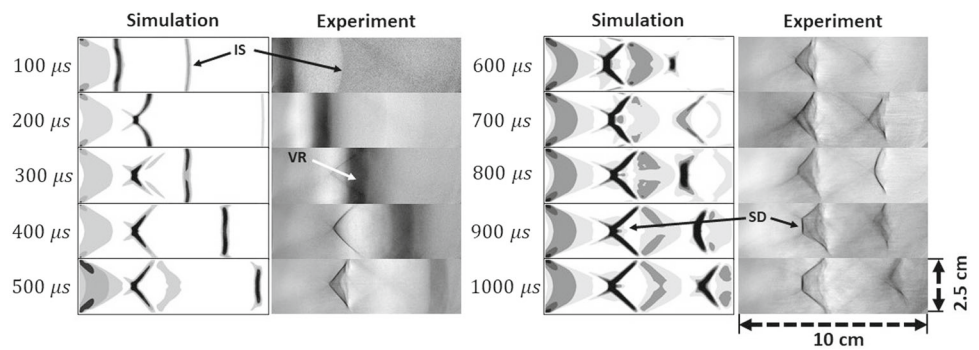 Simulation Experiment Simulation Experiment
100 μs IS 600 μs
200 μs 700 μs
300 μs VR 800 μs
400 μs 900 μs SD
500 μs 1000 μs
2.5 cm
10 cm